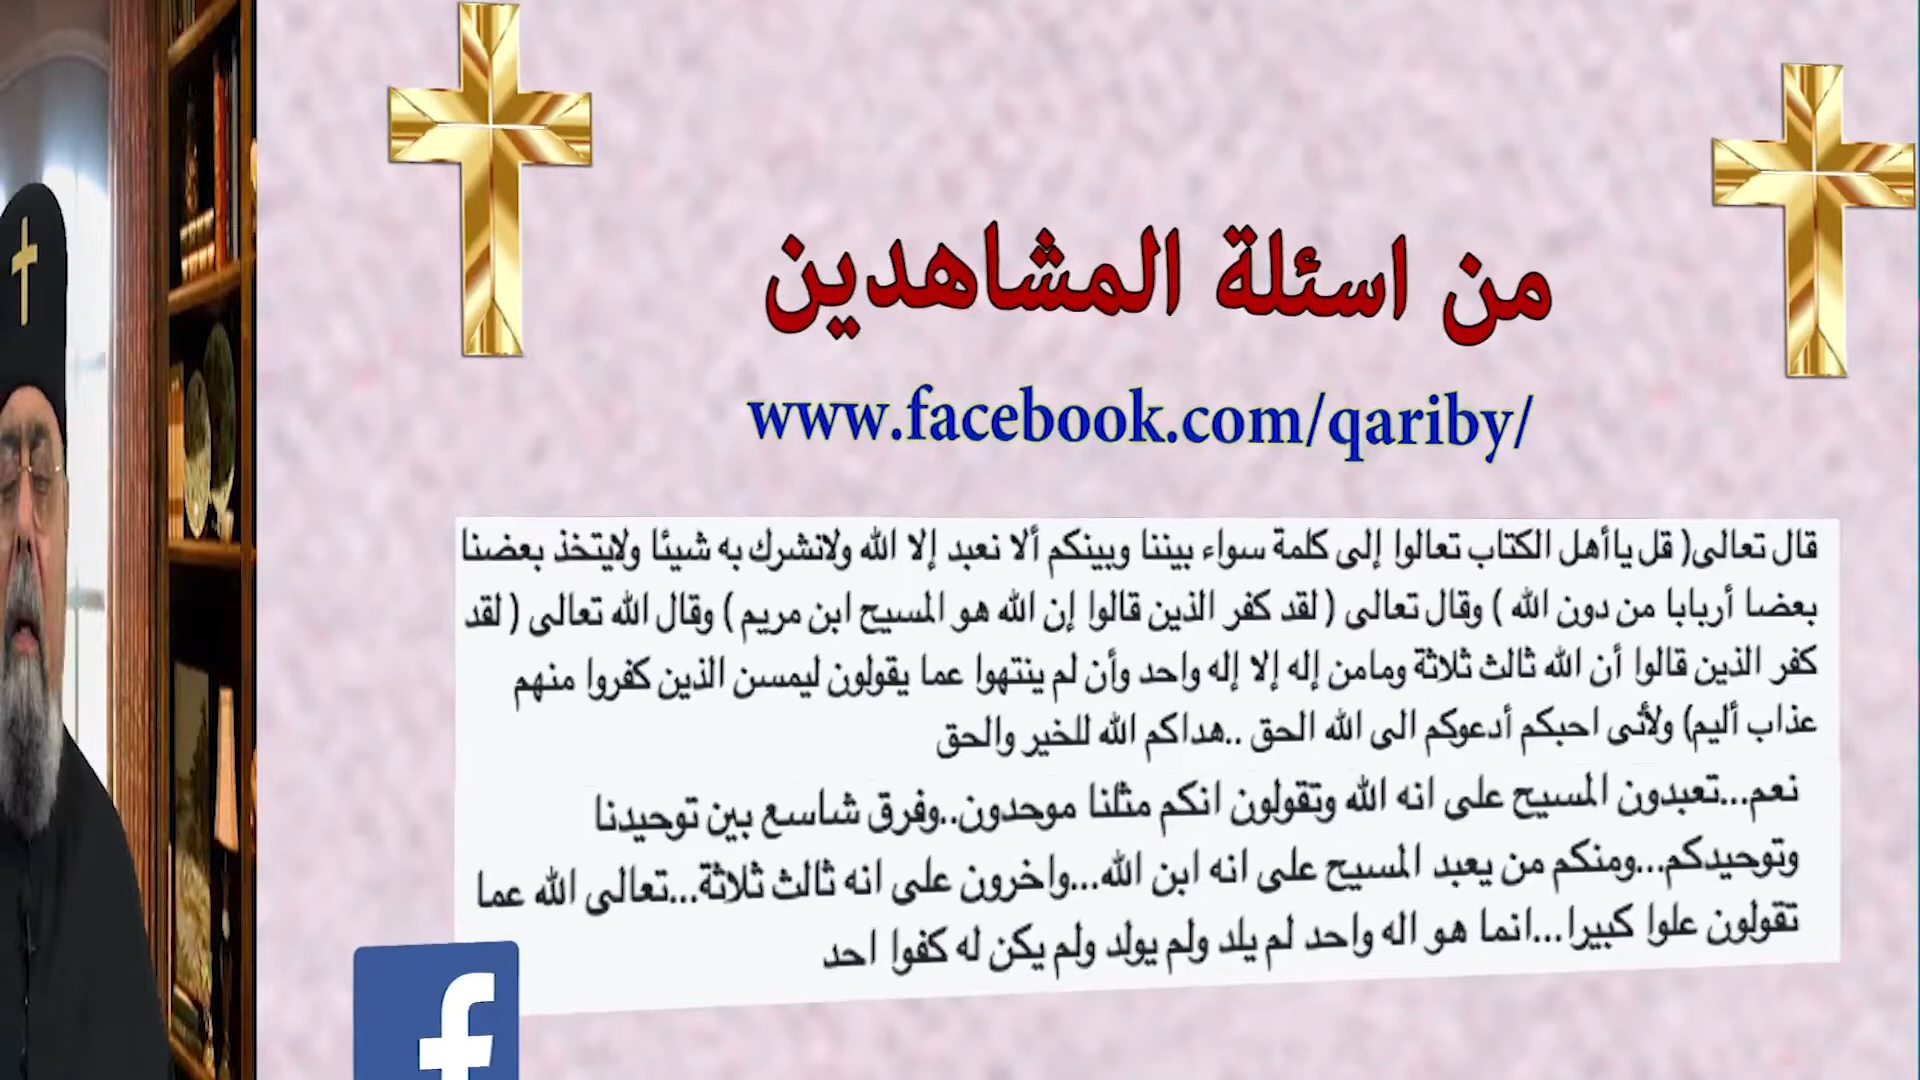 من اسئلة المشاهدين
www.facebook.com/qariby/
قال تعالى( قل ياأهل الكتاب تعالوا إلى كلمة سواء بيننا وبينكم ألا نعبد إلا الله ولانشرك به شيئا ولايتخذ بعضنا
بعضا أربابا من دون الله ) وقال تعالى ( لقد كفر الذين قالوا إن الله هو المسيح ابن مريم ) وقال الله تعالى ( لقد
كفر الذين قالوا أن الله ثالث ثلاثة ومامن إله إلا إله واحد وأن لم ينتهوا عما يقولون ليمسن الذين كفروا منهم
عذاب أليم) ولأنى احبكم أدعوكم الى الله الحق ..هداكم الله للخير والحق
نعم...تعبدون المسيح على انه الله وتقولون انكم مثلنا موحدون..وفرق شاسع بين توحيدنا
وتوحيدكم...ومنكم من يعبد المسيح على انه ابن الله...واخرون على انه ثالث ثلاثة...تعالى الله عما
تقولون علوا كبيرا...انما هو اله واحد لم يلد ولم يولد ولم يكن له كفوا احد